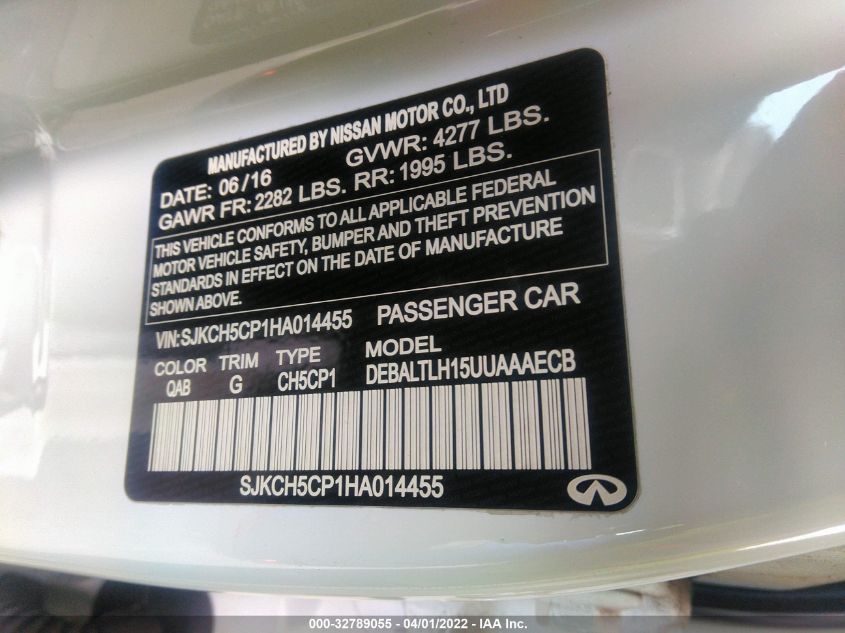 MANUFACTURED BY NISSAN MOTOR CO., LTD
DATE: 06/16 GVWR: 4277 LBS.
GAWR FR: 2282 LBS. RR: 1995 LBS.
THIS VEHICLE CONFORMS TO ALL APPLICABLE FEDERAL
MOTOR VEHICLE SAFETY, BUMPER AND THEFT PREVENTION
STANDARDS IN EFFECT ON THE DATE OF MANUFACTURE
SHOWN ABOVE.
VIN:SJKCH5CP1HA014455 PASSENGER CAR
COLOR TRIM TYPE MODEL
QAB G CH5CP1 DEBALTLH15UUAAAECB
SJKCH5CP1HA014455
000-32789055 - 04/01/2022 - IAA Inc.